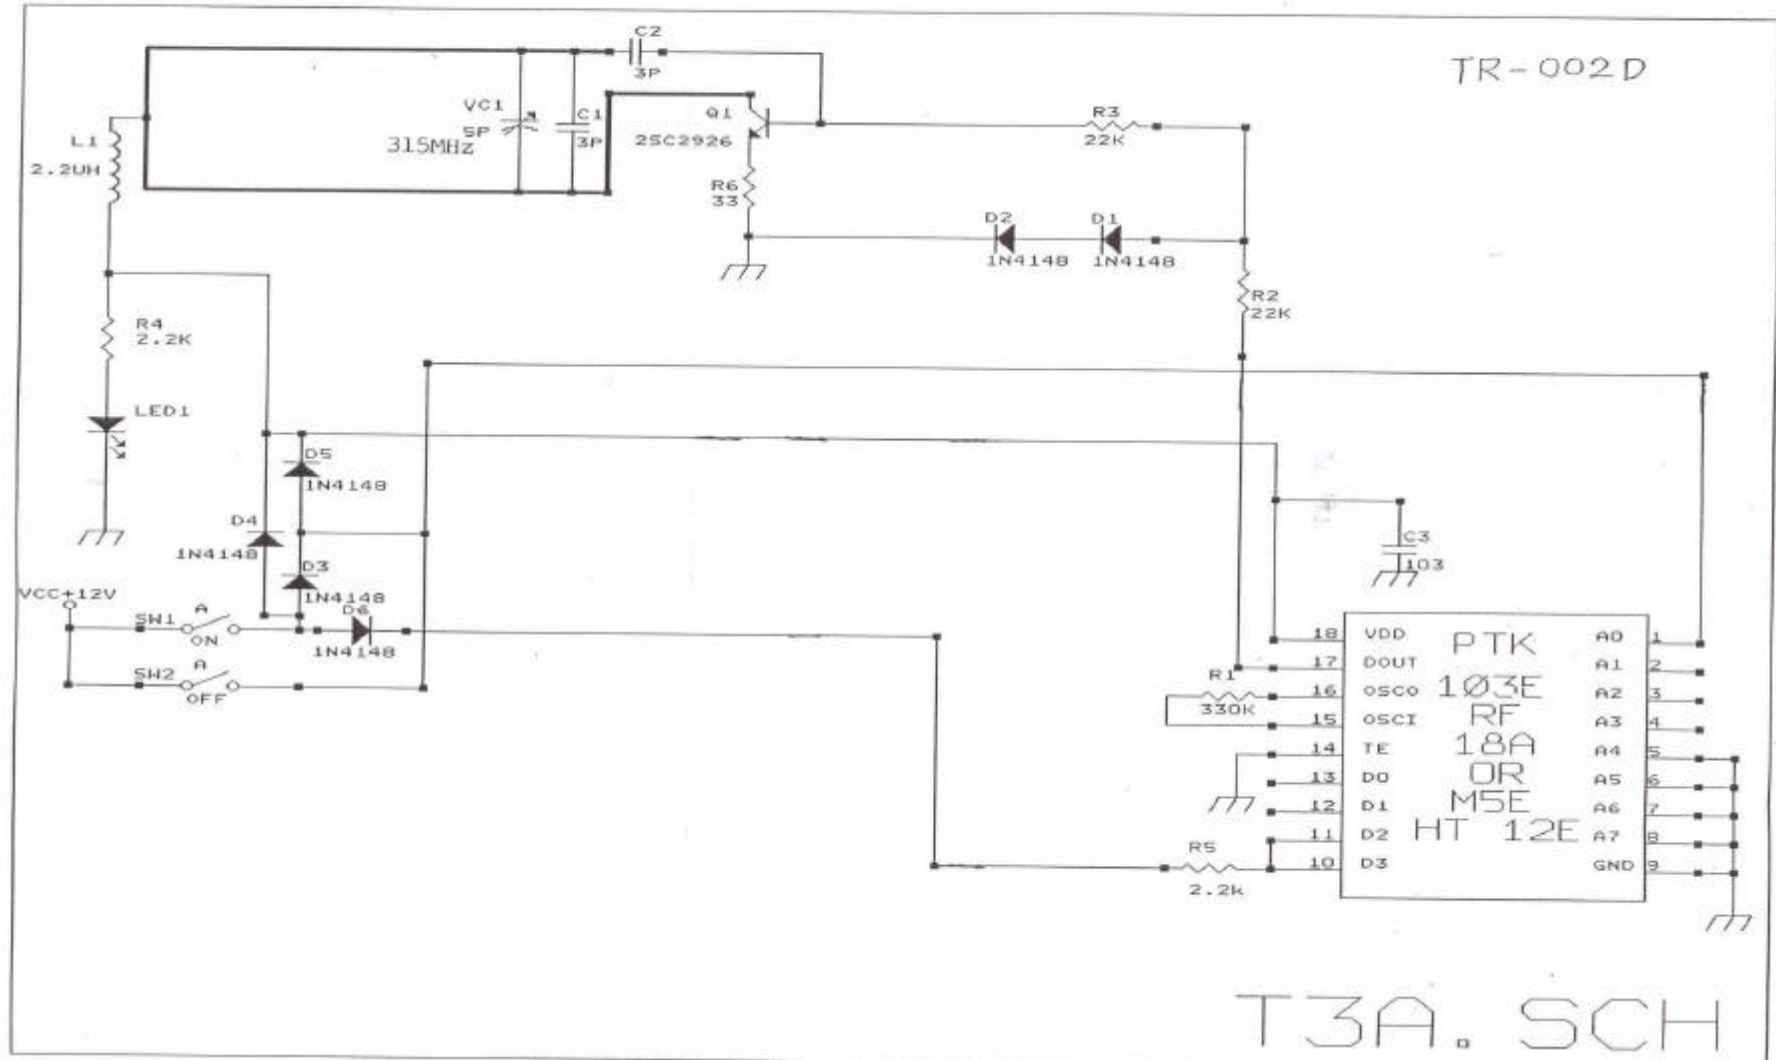 TR-002D
C2
3P
VC1
5P
315MHz
C1
3P
Q1
2SC2926
R3
22K
L1
2.2UH
R6
33
D2
1N4148
D1
1N4148
R2
22K
R4
2.2K
LED1
D5
1N4148
D4
1N4148
D3
1N4148
C3
103
VCC+12V
SW1
A
ON
D6
1N4148
SW2
A
OFF
R1
330K
R5
2.2k
18 VDD
17 DOUT
16 OSCO
15 OSCI
14 TE
13 D0
12 D1
11 D2
10 D3
PTK
103E
RF
18A
OR
M5E
HT 12E
A0 1
A1 2
A2 3
A3 4
A4 5
A5 6
A6 7
A7 8
GND 9
T3A. SCH